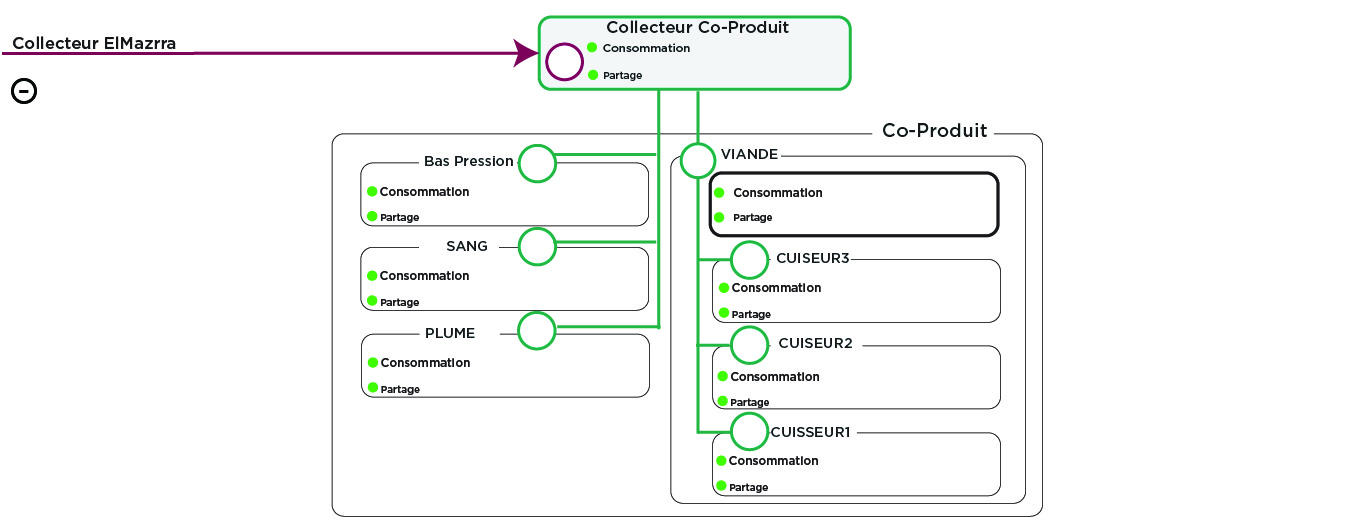 Collecteur ElMazrra
Collecteur Co-Produit
Consommation
Partage
Co-Produit
Bas Pression
Consommation
Partage
SANG
Consommation
Partage
PLUME
Consommation
Partage
VIANDE
Consommation
Partage
CUISEUR3
Consommation
Partage
CUISEUR2
Consommation
Partage
CUISSEUR1
Consommation
Partage